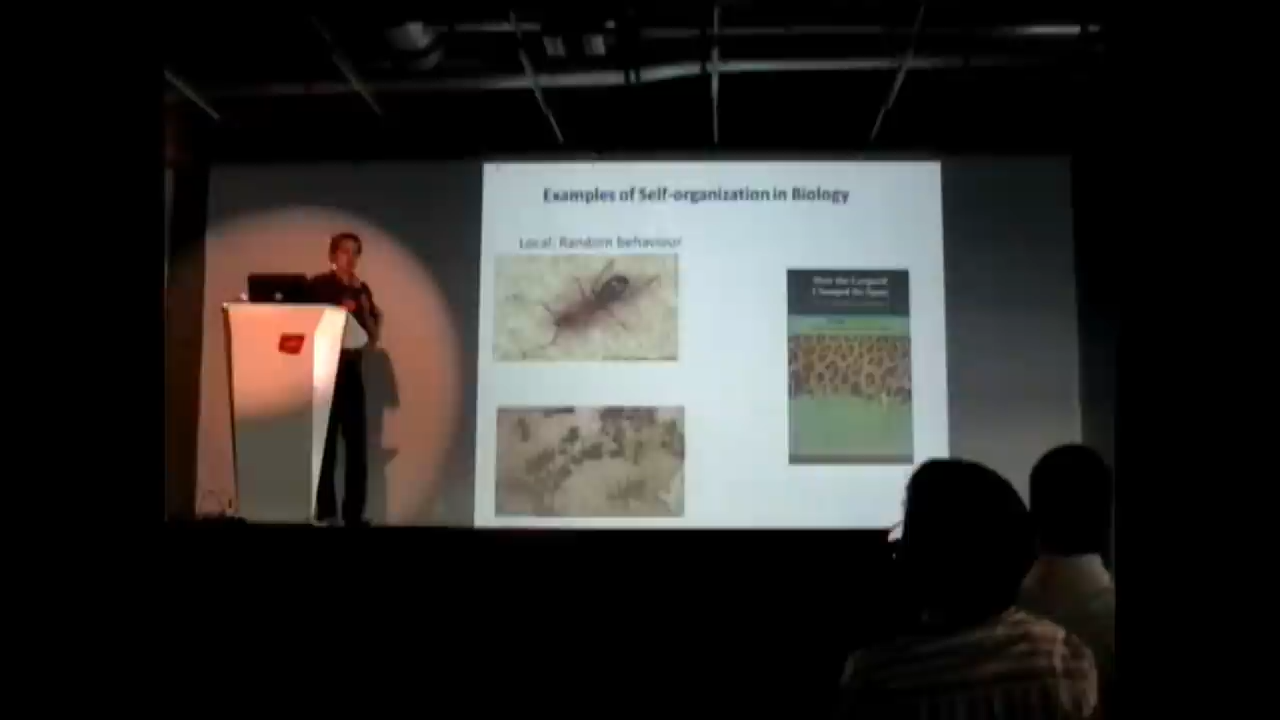 Examples of Self-organization in Biology
Local: Random behaviour
How the Leopard
Changed Its Spots